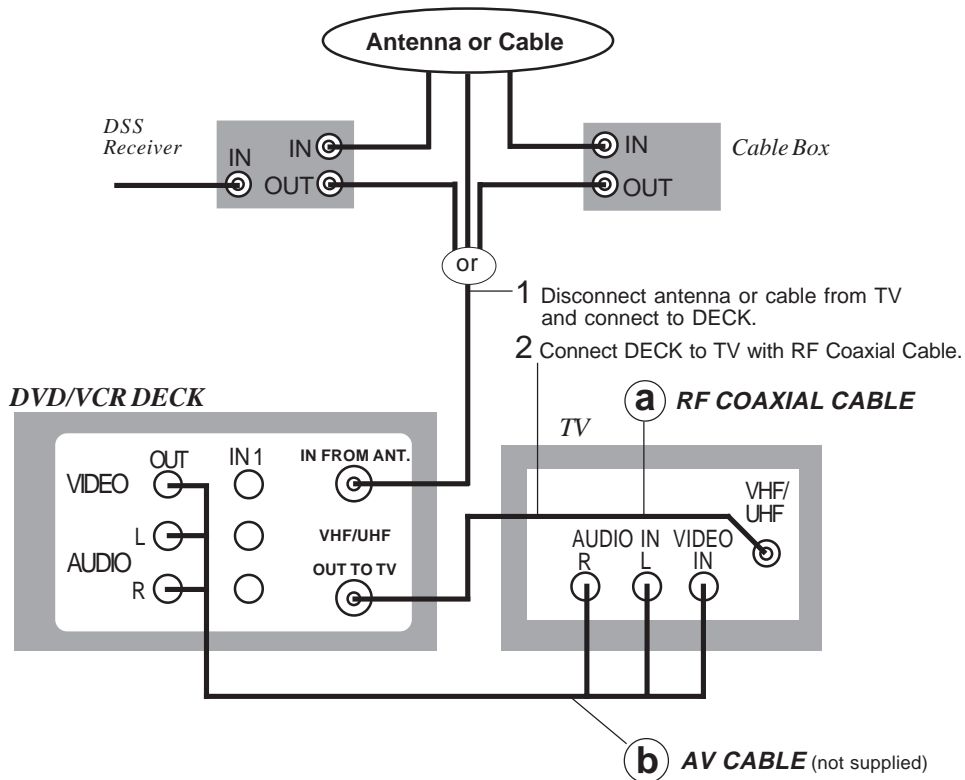 Antenna or Cable
DSS
Receiver
IN
IN
OUT
IN
OUT
Cable Box
or
1 Disconnect antenna or cable from TV
and connect to DECK.
2 Connect DECK to TV with RF Coaxial Cable.
DVD/VCR DECK
a RF COAXIAL CABLE
TV
OUT
IN 1
IN FROM ANT.
VIDEO
L
AUDIO
R
VHF/UHF
OUT TO TV
VHF/
UHF
AUDIO IN
R L
VIDEO
IN
b AV CABLE (not supplied)